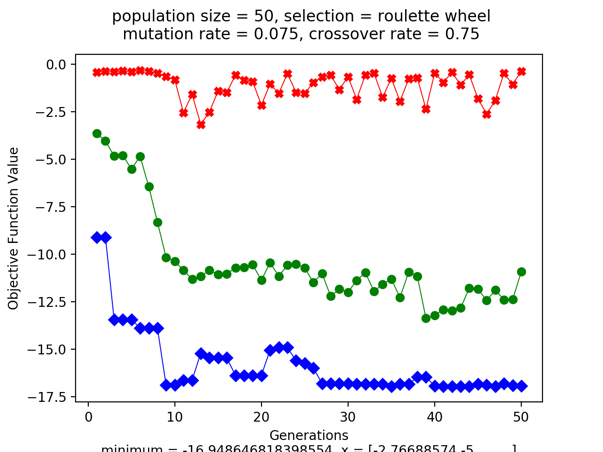 population size = 50, selection = roulette wheel
mutation rate = 0.075, crossover rate = 0.75
0.0
−2.5
−5.0
−7.5
−10.0
−12.5
−15.0
−17.5
Objective Function Value
0 10 20 30 40 50
Generations
minimum = -16.948646818398554, x = [-2.76688574 -5. ]